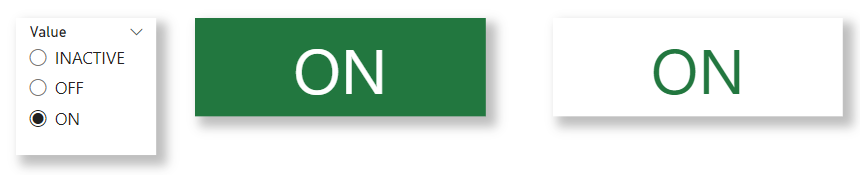 Value
INACTIVE
OFF
ON
ON
ON